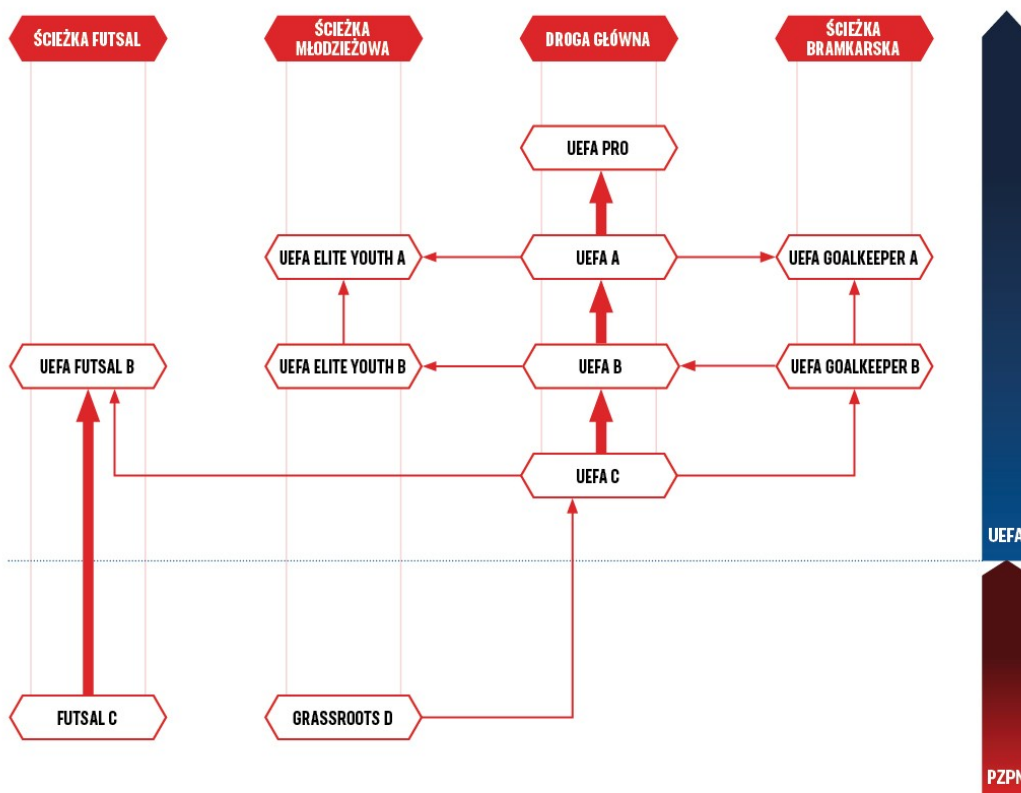 ŚCIEŻKA FUTSAL
ŚCIEŻKA
MŁODZIEŻOWA
DROGA GŁÓWNA
ŚCIEŻKA
BRAMKARSKA
UEFA PRO
UEFA ELITE YOUTH A
UEFA A
UEFA GOALKEEPER A
UEFA FUTSAL B
UEFA ELITE YOUTH B
UEFA B
UEFA GOALKEEPER B
UEFA C
UEFA
FUTSAL C
GRASSROOTS D
PZPN